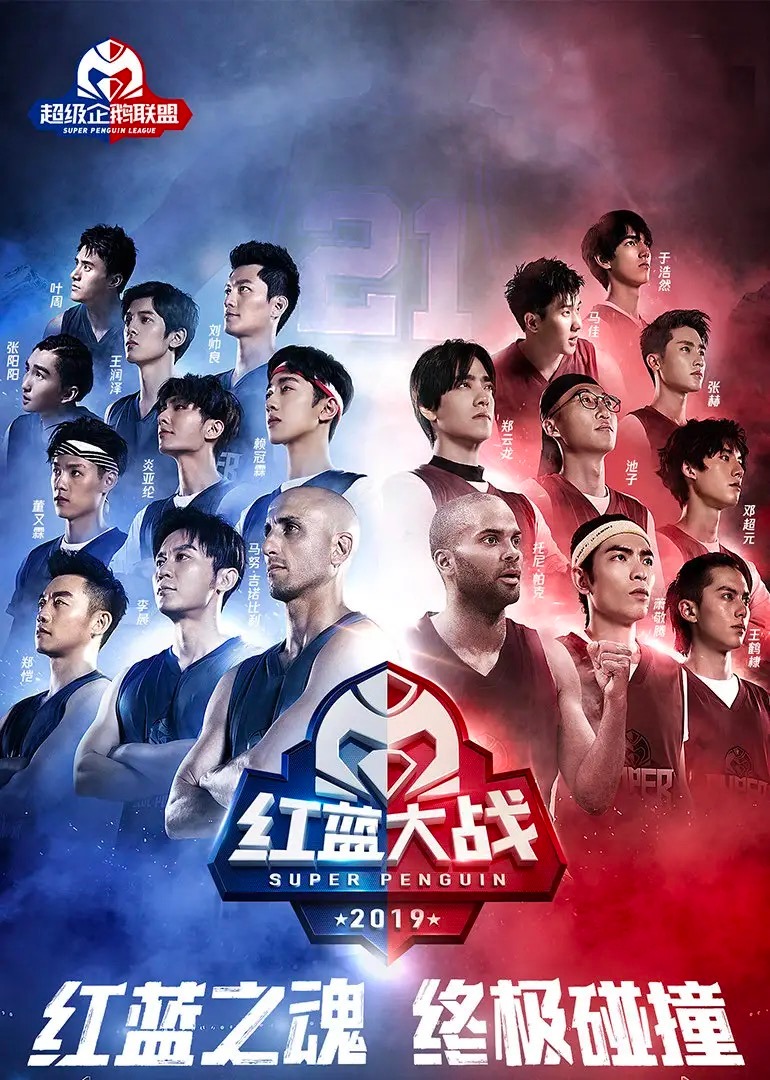 超级企鹅联盟
SUPER PENGUIN LEAGUE
21
叶周
张阳阳
王润泽
刘帅良
董又霖
炎亚纶
赖冠霖
郑恺
李晨
马努·吉诺比利
于浩然
马佳
张赫
郑云龙
池子
邓超元
托尼·帕克
萧敬腾
王鹤棣
红蓝大战
SUPER PENGUIN
★2019★
红蓝之魂 终极碰撞